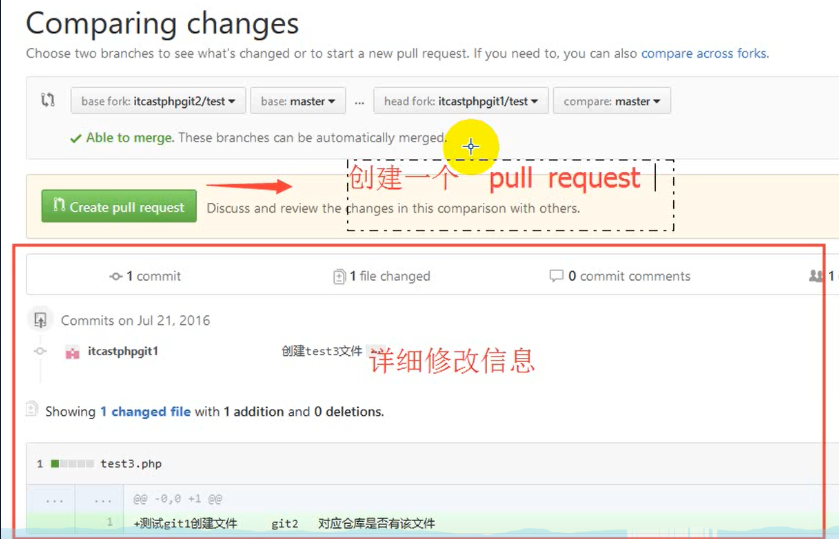 Comparing changes
Choose two branches to see what's changed or to start a new pull request. If you need to, you can also compare across forks.
base fork: itcastphpgit2/test base: master ... head fork: itcastphpgit1/test compare: master
Able to merge. These branches can be automatically merged.
创建一个 pull request
Create pull request Discuss and review the changes in this comparison with others.
1 commit 1 file changed 0 commit comments 1
Commits on Jul 21, 2016
itcastphpgit1 创建test3文件
详细修改信息
Showing 1 changed file with 1 addition and 0 deletions.
1 test3.php
... ... @@ -0,0 +1 @@
1 +测试git1创建文件 git2 对应仓库是否有该文件